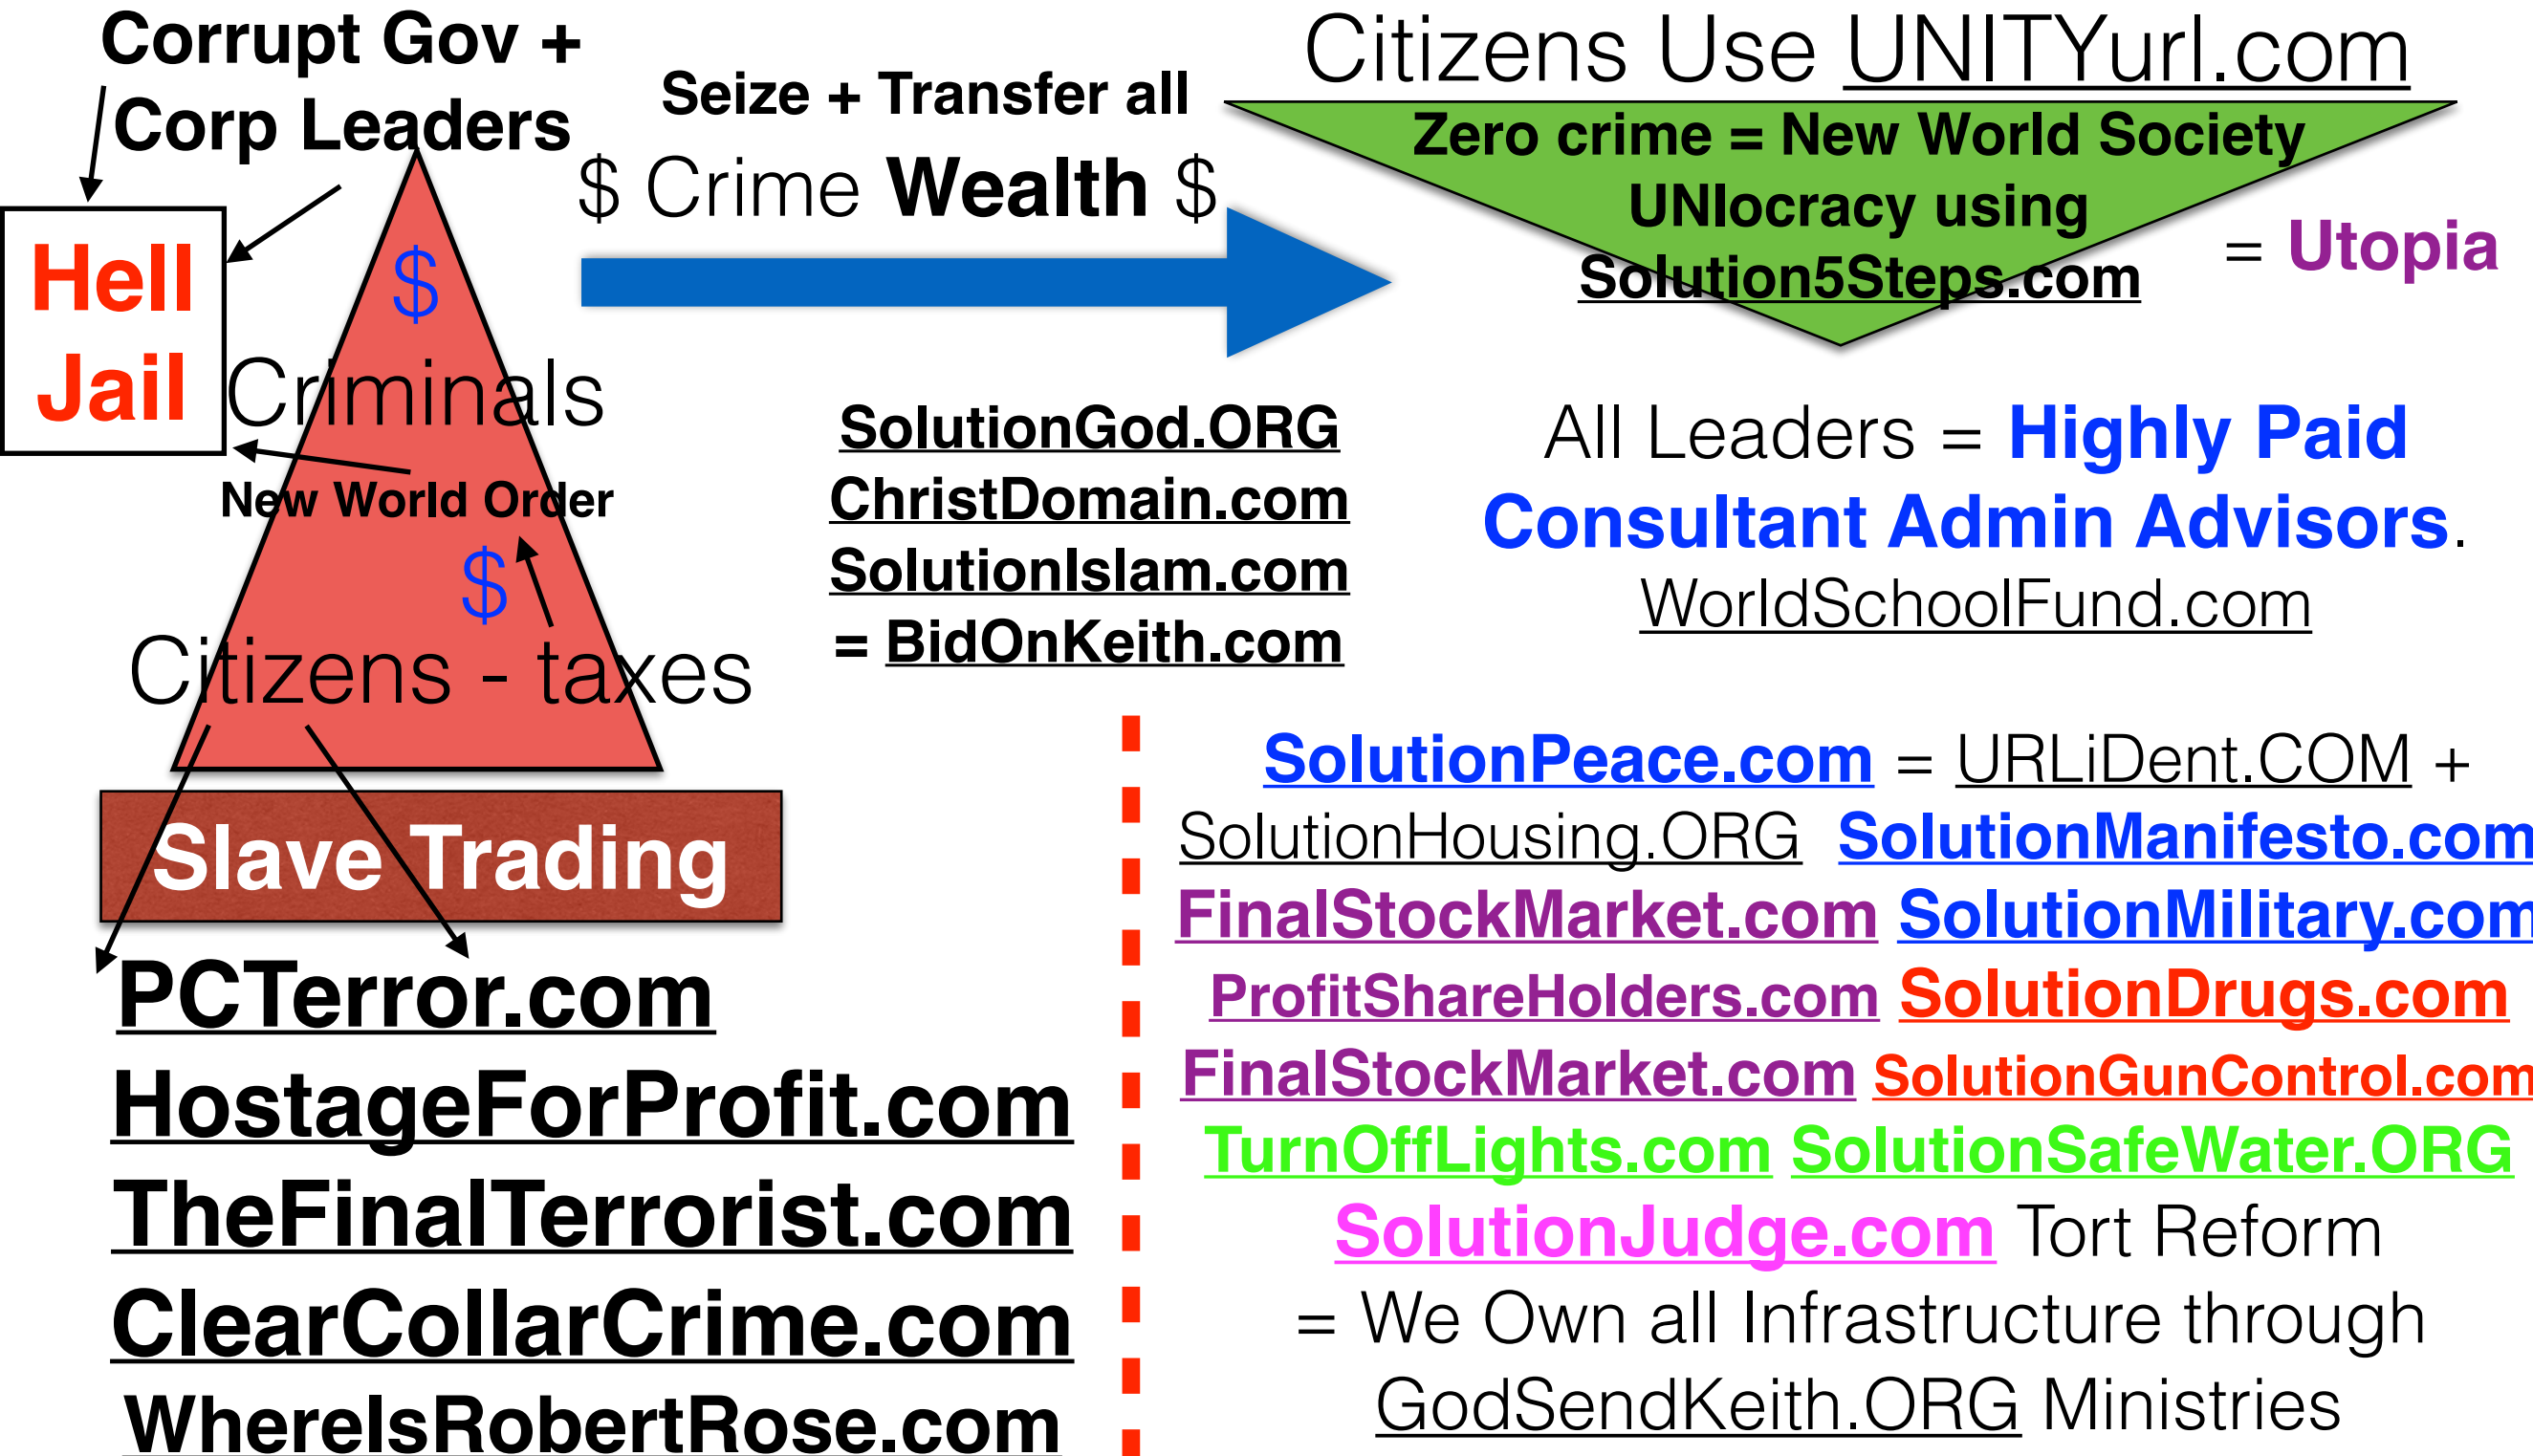 Corrupt Gov +
Corp Leaders
Hell
Jail
$
Criminals
New World Order
$
Citizens - taxes
Slave Trading
PCTerror.com
HostageForProfit.com
TheFinalTerrorist.com
ClearCollarCrime.com
WhereIsRobertRose.com
Seize + Transfer all
$ Crime Wealth $
SolutionGod.ORG
ChristDomain.com
SolutionIslam.com
= BidOnKeith.com
Citizens Use UNITYurl.com
Zero crime = New World Society
UNIocracy using
Solution5Steps.com
= Utopia
All Leaders = Highly Paid
Consultant Admin Advisors.
WorldSchoolFund.com
SolutionPeace.com = URLiDent.COM +
SolutionHousing.ORG SolutionManifesto.com
FinalStockMarket.com SolutionMilitary.com
ProfitShareHolders.com SolutionDrugs.com
FinalStockMarket.com SolutionGunControl.com
TurnOffLights.com SolutionSafeWater.ORG
SolutionJudge.com Tort Reform
= We Own all Infrastructure through
GodSendKeith.ORG Ministries